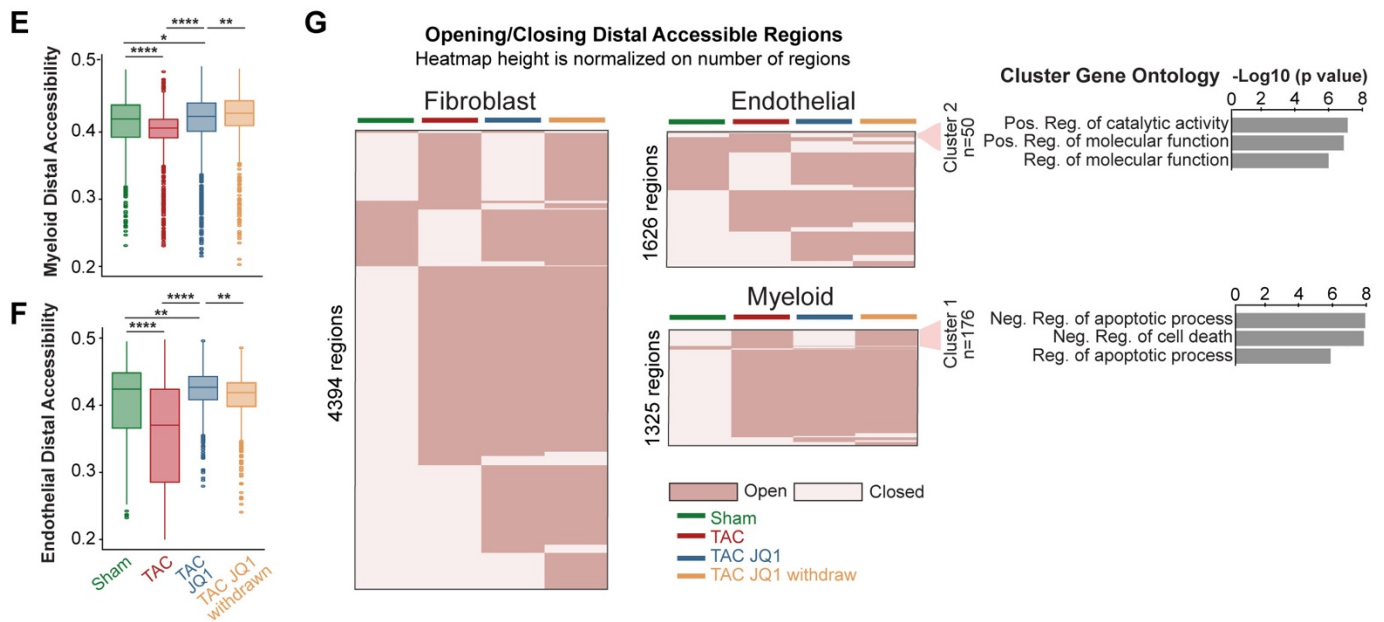 E
**** **
*
****
Myeloid Distal Accessibility
0.5
0.4
0.3
0.2
F
**** **
**
****
Endothelial Distal Accessibility
0.5
0.4
0.3
0.2
Sham
TAC
TAC JQ1
TAC JQ1 withdrawn
G
Opening/Closing Distal Accessible Regions
Heatmap height is normalized on number of regions
Fibroblast
4394 regions
Endothelial
1626 regions
Cluster 2
n=50
Myeloid
1325 regions
Cluster 1
n=176
Open
Closed
Sham
TAC
TAC JQ1
TAC JQ1 withdraw
Cluster Gene Ontology -Log10 (p value)
0 2 4 6 8
Pos. Reg. of catalytic activity
Pos. Reg. of molecular function
Reg. of molecular function
0 2 4 6 8
Neg. Reg. of apoptotic process
Neg. Reg. of cell death
Reg. of apoptotic process